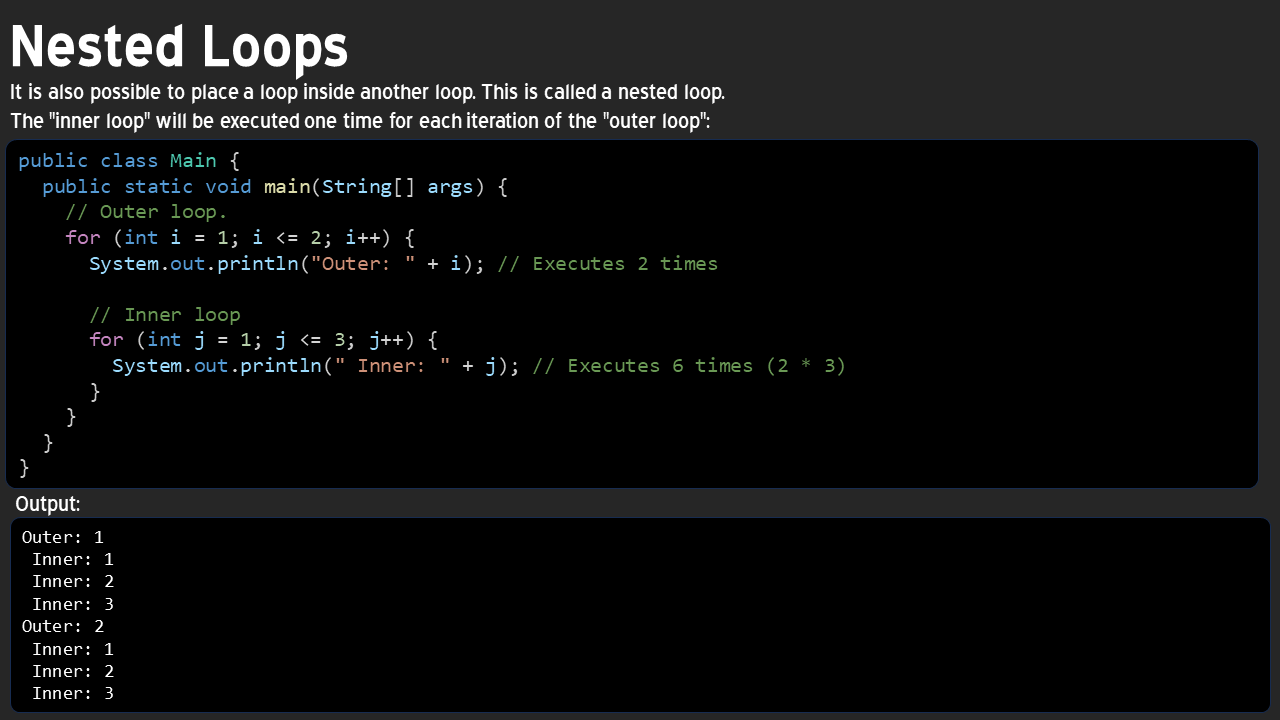 Nested Loops
It is also possible to place a loop inside another loop. This is called a nested loop.
The "inner loop" will be executed one time for each iteration of the "outer loop":
public class Main {
  public static void main(String[] args) {
    // Outer loop.
    for (int i = 1; i <= 2; i++) {
      System.out.println("Outer: " + i); // Executes 2 times

      // Inner loop
      for (int j = 1; j <= 3; j++) {
        System.out.println(" Inner: " + j); // Executes 6 times (2 * 3)
      }
    }
  }
}
Output:
Outer: 1
 Inner: 1
 Inner: 2
 Inner: 3
Outer: 2
 Inner: 1
 Inner: 2
 Inner: 3